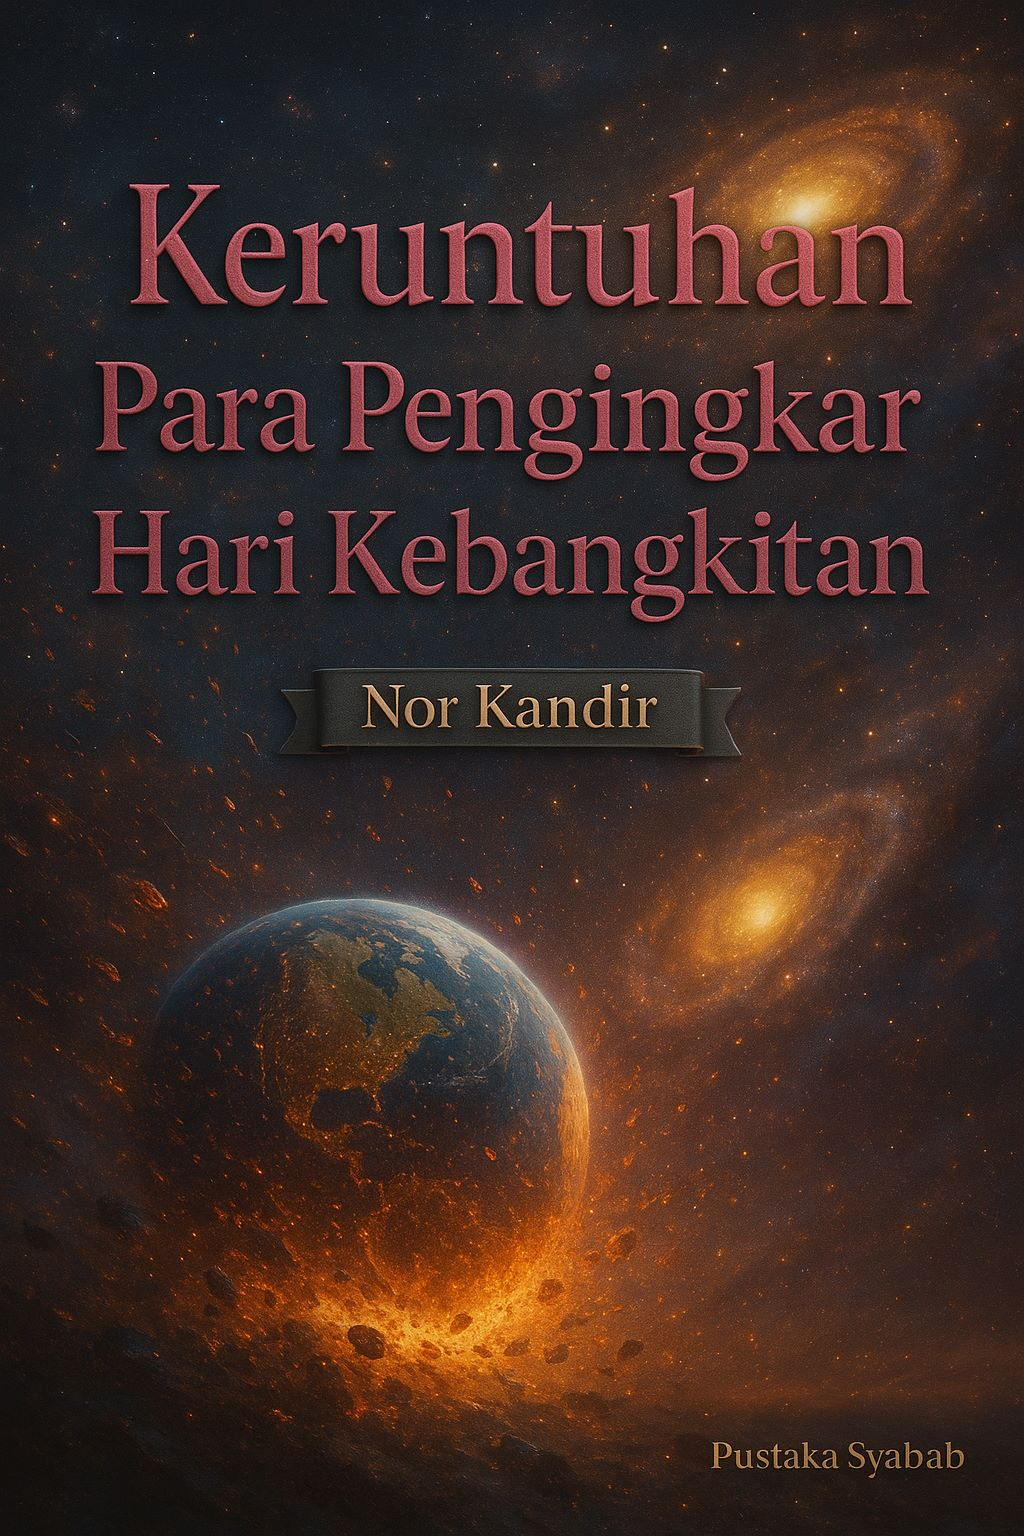 Keruntuhan
Para Pengingkar
Hari Kebangkitan
Nor Kandir
Pustaka Syabab